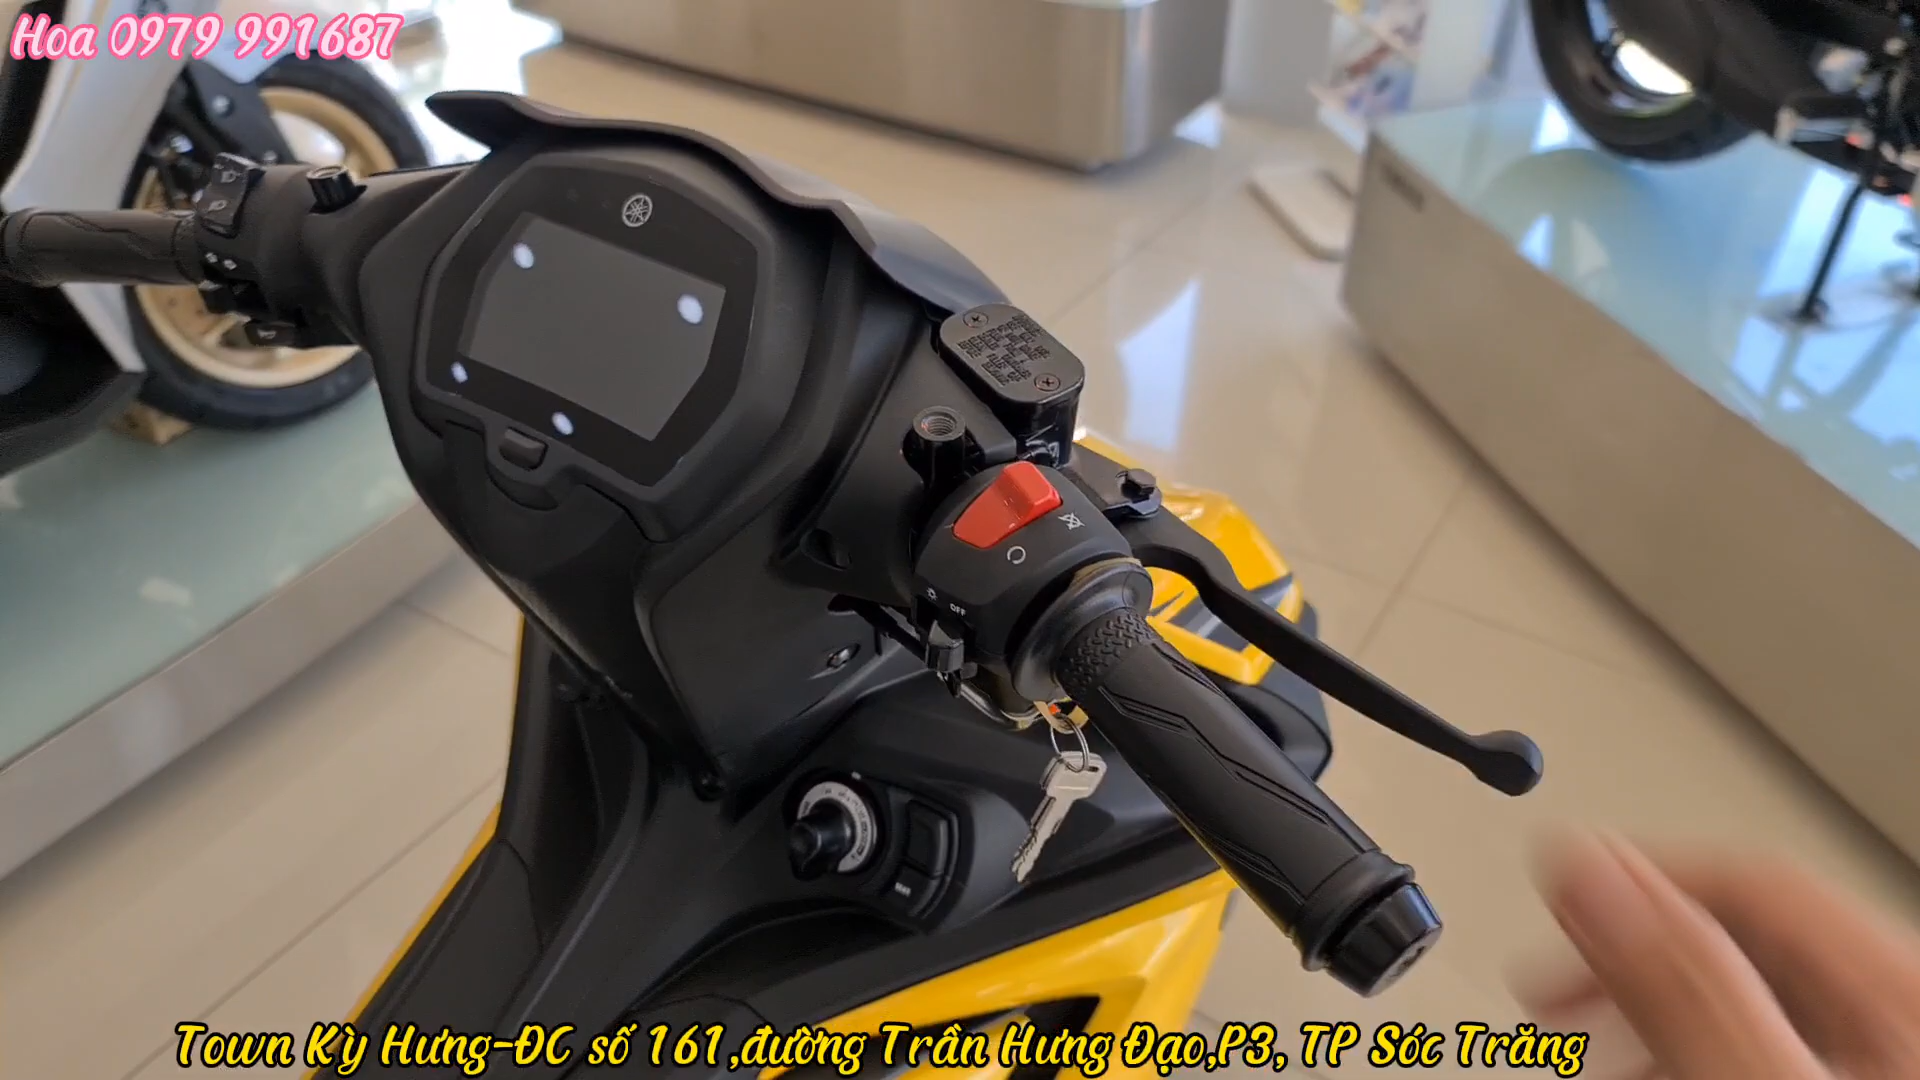 Hoa 0979 991687
OFF
Town Kỳ Hưng-ĐC số 161,đường Trần Hưng Đạo,P3, TP Sóc Trăng